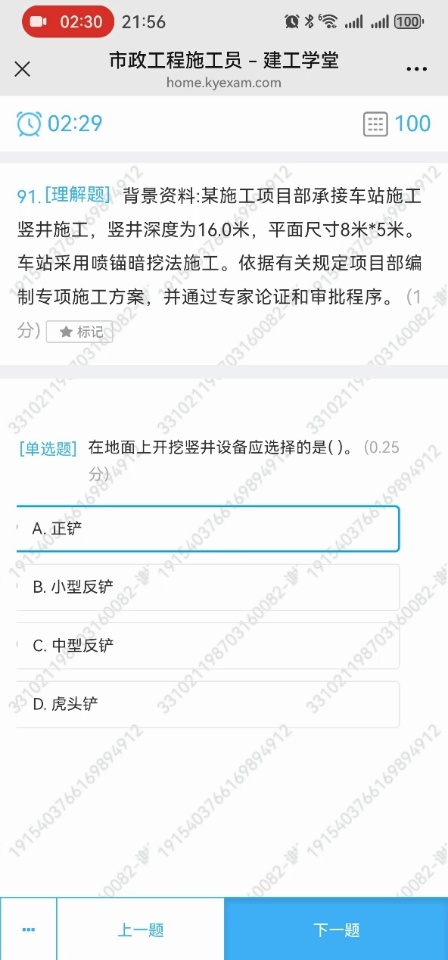 02:30 21:56 6 100
市政工程施工员 - 建工学堂
home.kyexam.com
02:29 100
91.[理解题] 背景资料:某施工项目部承接车站施工
竖井施工，竖井深度为16.0米，平面尺寸8米*5米。
车站采用喷锚暗挖法施工。依据有关规定项目部编
制专项施工方案，并通过专家论证和审批程序。 (1
分) ★ 标记
[单选题] 在地面上开挖竖井设备应选择的是( )。 (0.25
分)
A. 正铲
B. 小型反铲
C. 中型反铲
D. 虎头铲
上一题 下一题